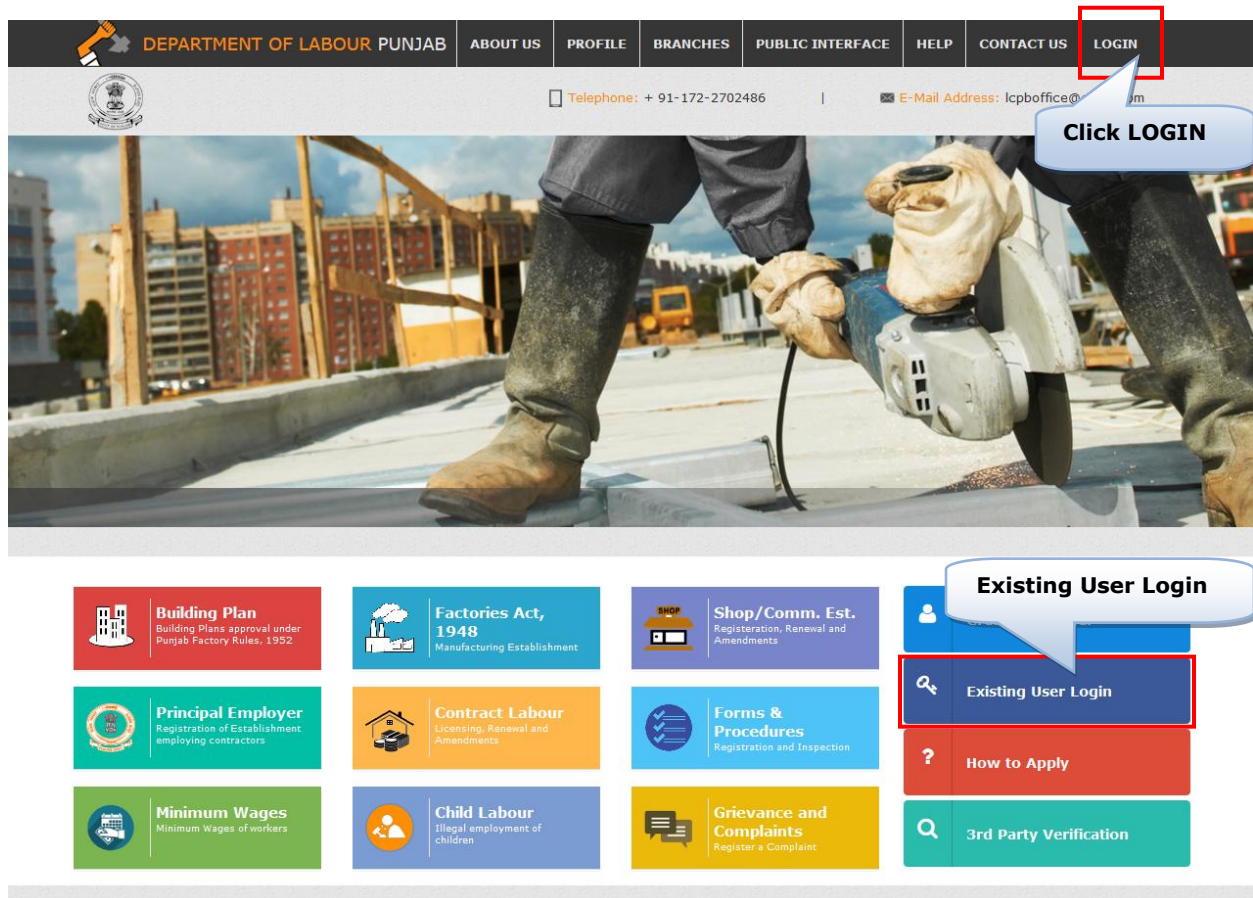 DEPARTMENT OF LABOUR PUNJAB
ABOUT US
PROFILE
BRANCHES
PUBLIC INTERFACE
HELP
CONTACT US
LOGIN
Telephone: + 91-172-2702486 | E-Mail Address: lcpboffice@
Click LOGIN
Existing User Login
Building Plan
Building Plans approval under
Punjab Factory Rules, 1952
Factories Act,
1948
Manufacturing Establishment
SHOP
Shop/Comm. Est.
Registeration, Renewal and
Amendments
Principal Employer
Registration of Establishment
employing contractors
Contract Labour
Licensing, Renewal and
Amendments
Forms &
Procedures
Registration and Inspection
Existing User Login
How to Apply
Minimum Wages
Minimum Wages of workers
Child Labour
Illegal employment of
children
Grievance and
Complaints
Register a Complaint
3rd Party Verification